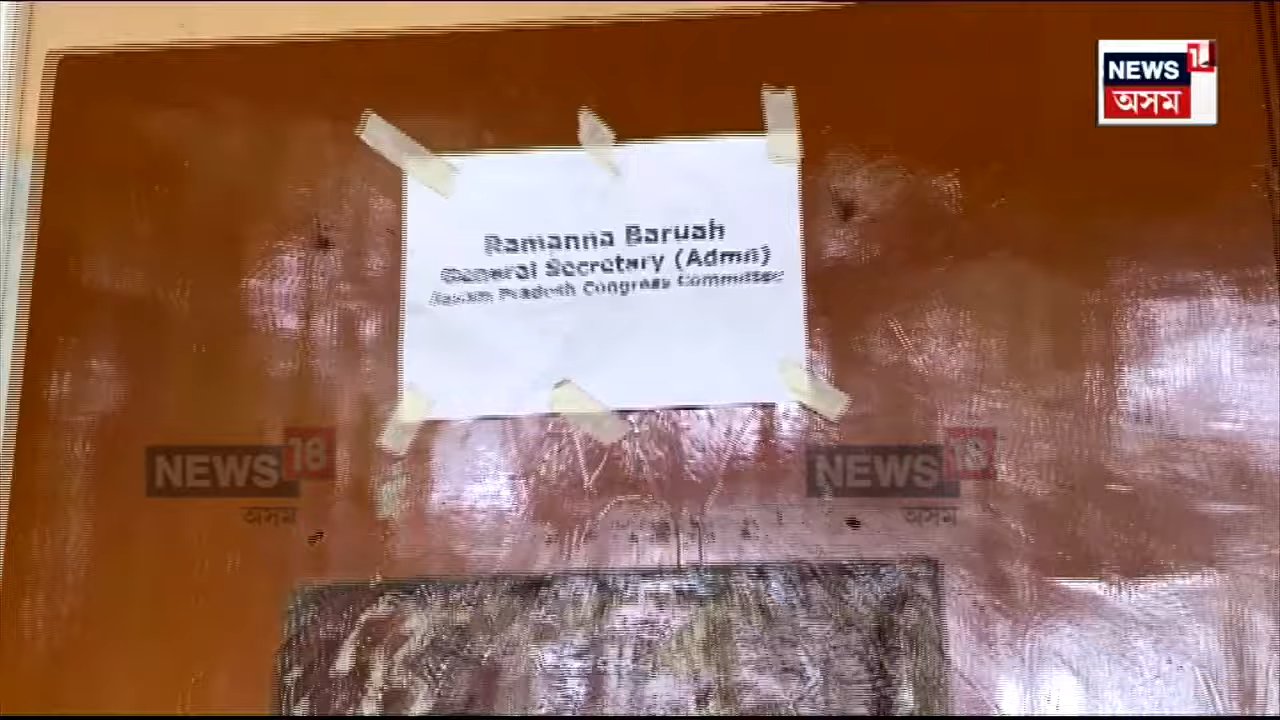 NEWS 18
অসম
Ramanna Baruah
General Secretary (Admn)
Assam Pradesh Congress Committee
NEWS 18
অসম
NEWS 18
অসম